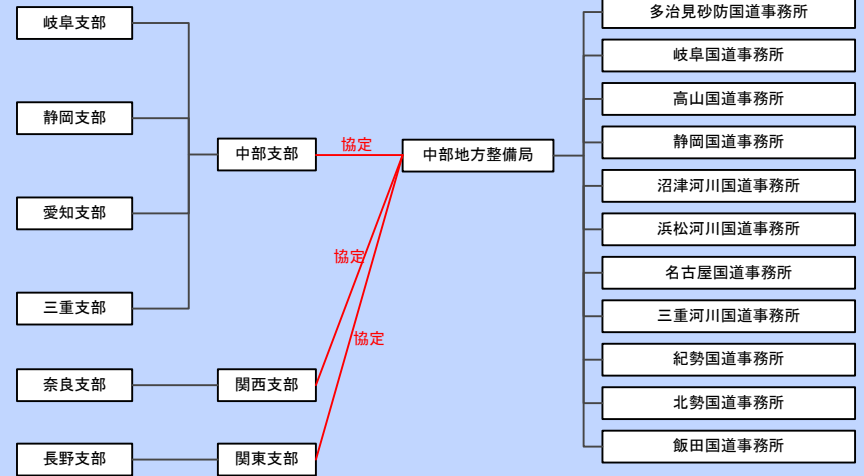 岐阜支部
静岡支部
愛知支部
三重支部
奈良支部
長野支部
中部支部
関西支部
関東支部
協定
協定
協定
中部地方整備局
多治見砂防国道事務所
岐阜国道事務所
高山国道事務所
静岡国道事務所
沼津河川国道事務所
浜松河川国道事務所
名古屋国道事務所
三重河川国道事務所
紀勢国道事務所
北勢国道事務所
飯田国道事務所